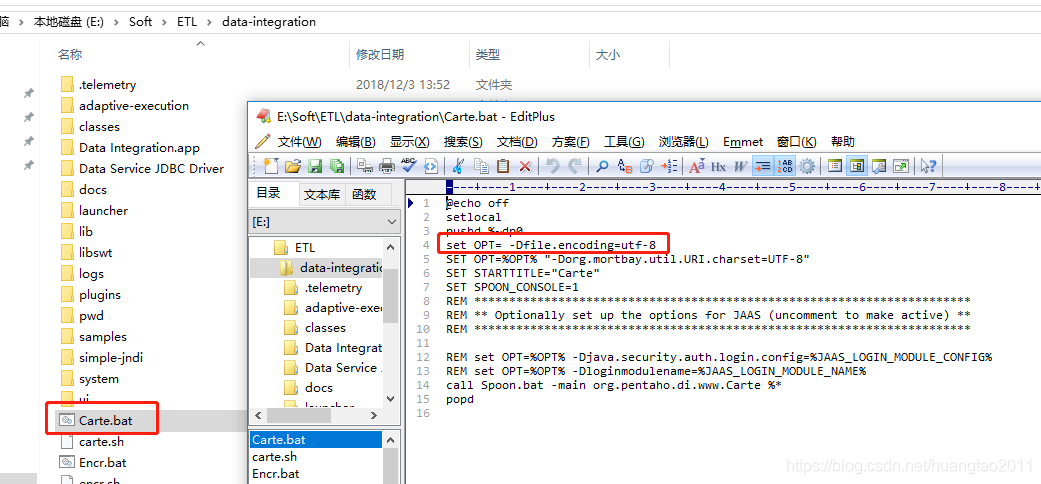 脑 › 本地磁盘 (E:) › Soft › ETL › data-integration
名称 修改日期 类型 大小
.telemetry 2018/12/3 13:52 文件夹
adaptive-execution
classes
Data Integration.app
Data Service JDBC Driver
docs
launcher
lib
libswt
logs
plugins
pwd
samples
simple-jndi
system
ui
Carte.bat
carte.sh
Encr.bat
encr.sh
E:\Soft\ETL\data-integration\Carte.bat - EditPlus
文件(W) 编辑(B) 显示(X) 搜索(S) 文档(D) 方案(F) 工具(G) 浏览器(L) Emmet 窗口(K) 帮助
目录 文本库 函数
[E:]
ETL
data-integratio
.telemetry
adaptive-exec
classes
Data Integrat
Data Service
docs
launcher
Carte.bat
carte.sh
Encr.bat
----+----1----+----2----+----3----+----4----+----5----+----6----+----7----+----8----
1 @echo off
2 setlocal
3 pushd %~dp0
4 set OPT= -Dfile.encoding=utf-8
5 SET OPT=%OPT% "-Dorg.mortbay.util.URI.charset=UTF-8"
6 SET STARTTITLE="Carte"
7 SET SPOON_CONSOLE=1
8 REM **********************************************************************
9 REM ** Optionally set up the options for JAAS (uncomment to make active) **
10 REM **********************************************************************
11
12 REM set OPT=%OPT% -Djava.security.auth.login.config=%JAAS_LOGIN_MODULE_CONFIG%
13 REM set OPT=%OPT% -Dloginmodulename=%JAAS_LOGIN_MODULE_NAME%
14 call Spoon.bat -main org.pentaho.di.www.Carte %*
15 popd
16
https://blog.csdn.net/huangtao2011